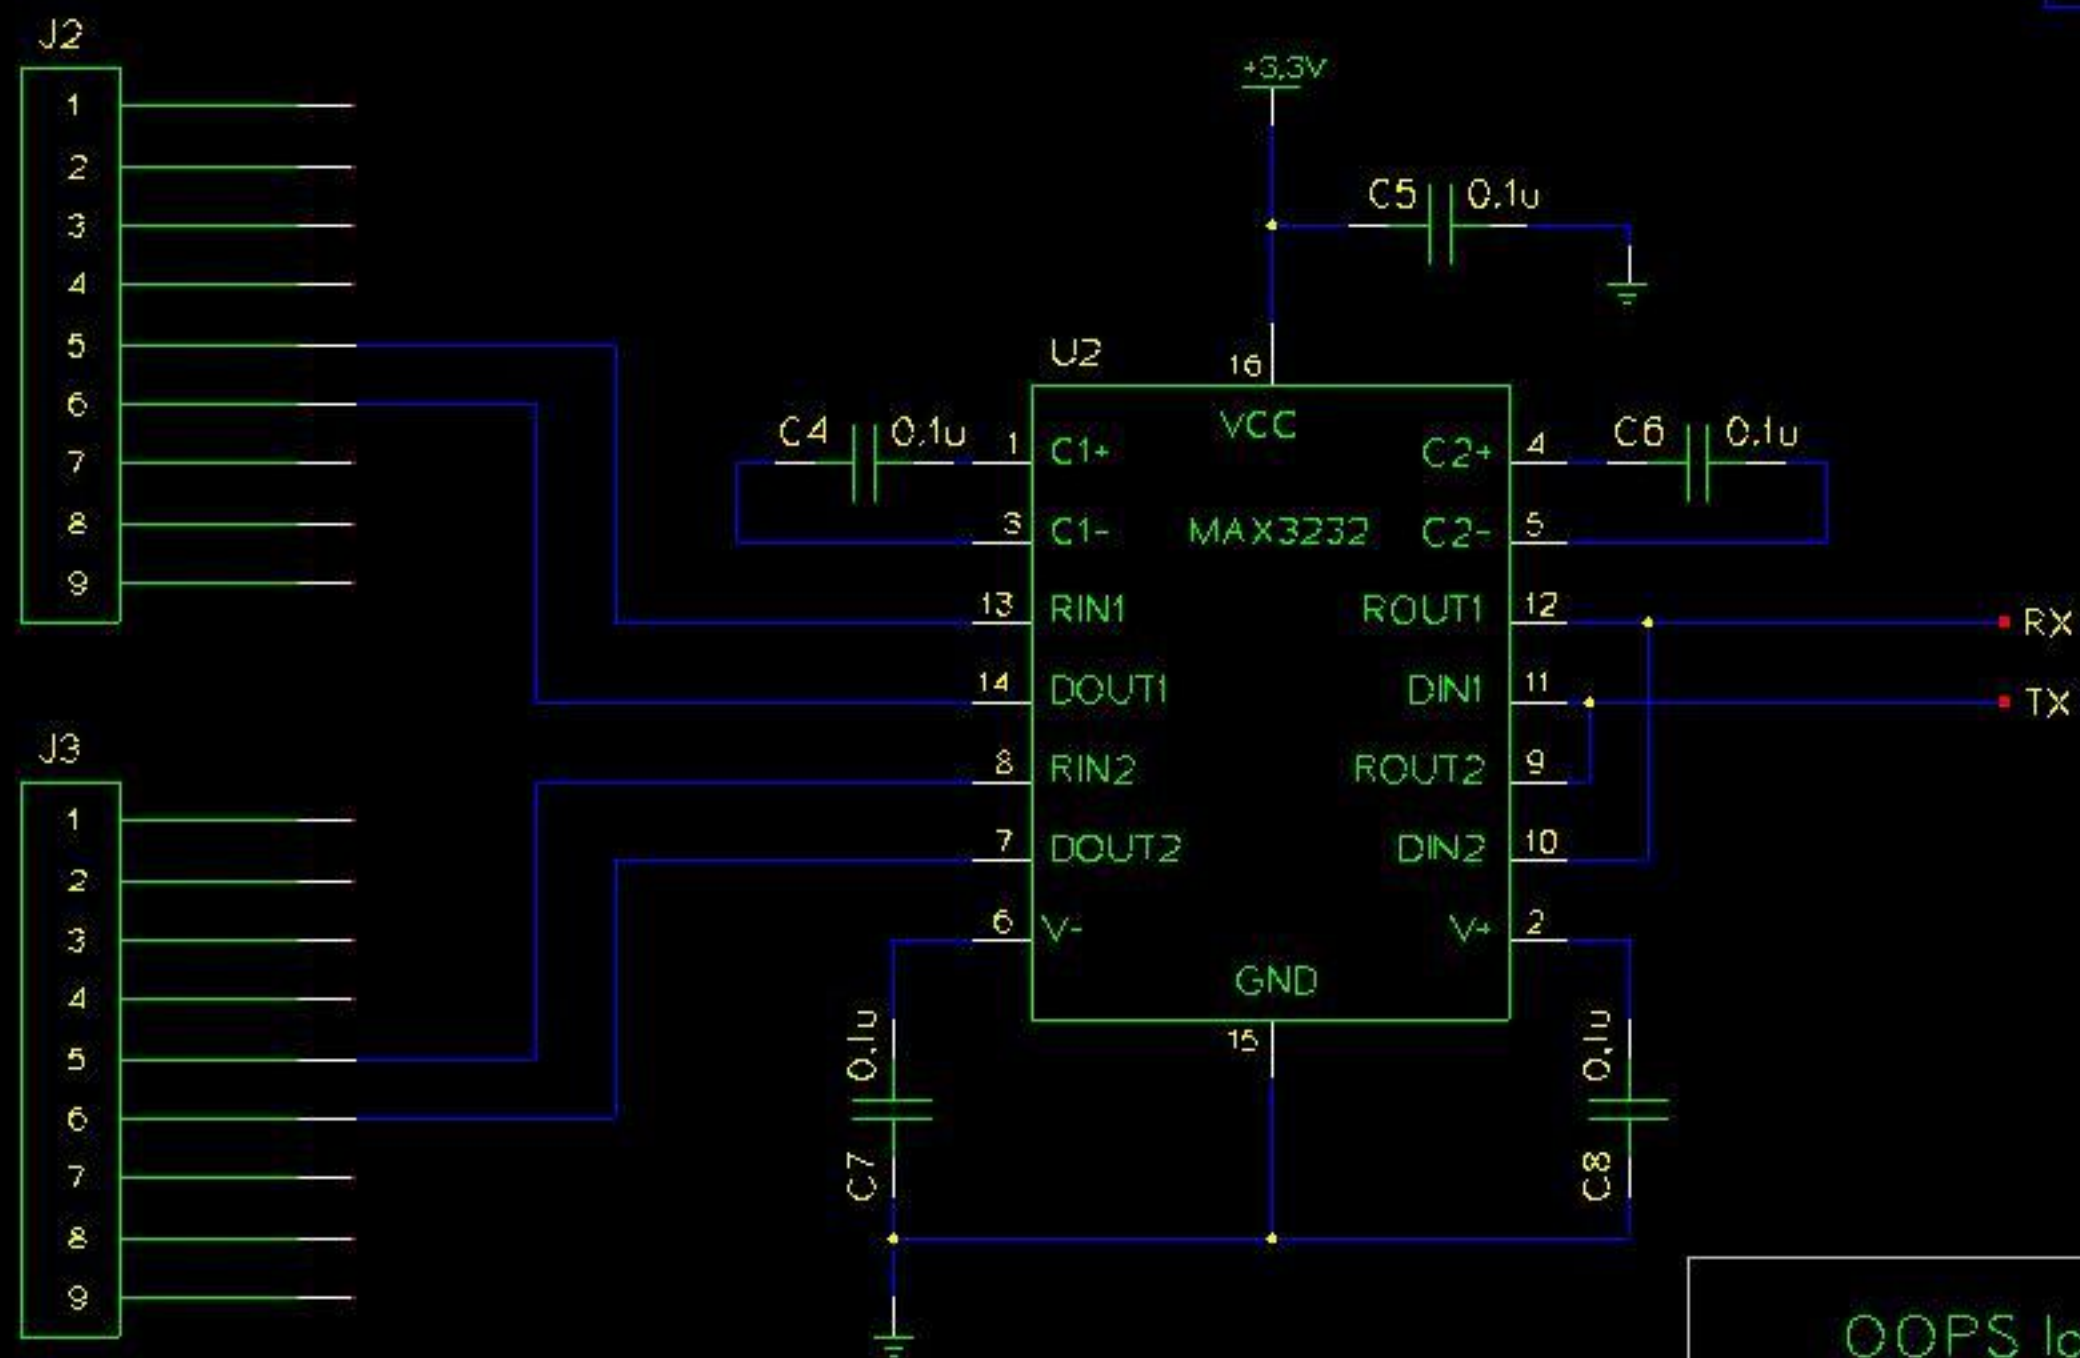 J2
1
2
3
4
5
6
7
8
9
J3
1
2
3
4
5
6
7
8
9
+3.3V
C5 0.1u
U2
16
VCC
C4 0.1u
1 C1+
C2+ 4
C6 0.1u
3 C1-
MAX3232
C2- 5
13 RIN1
ROUT1 12
RX
14 DOUT1
DIN1 11
TX
8 RIN2
ROUT2 9
7 DOUT2
DIN2 10
6 V-
V+ 2
GND
15
0.1u
C7
0.1u
C8
OOPS